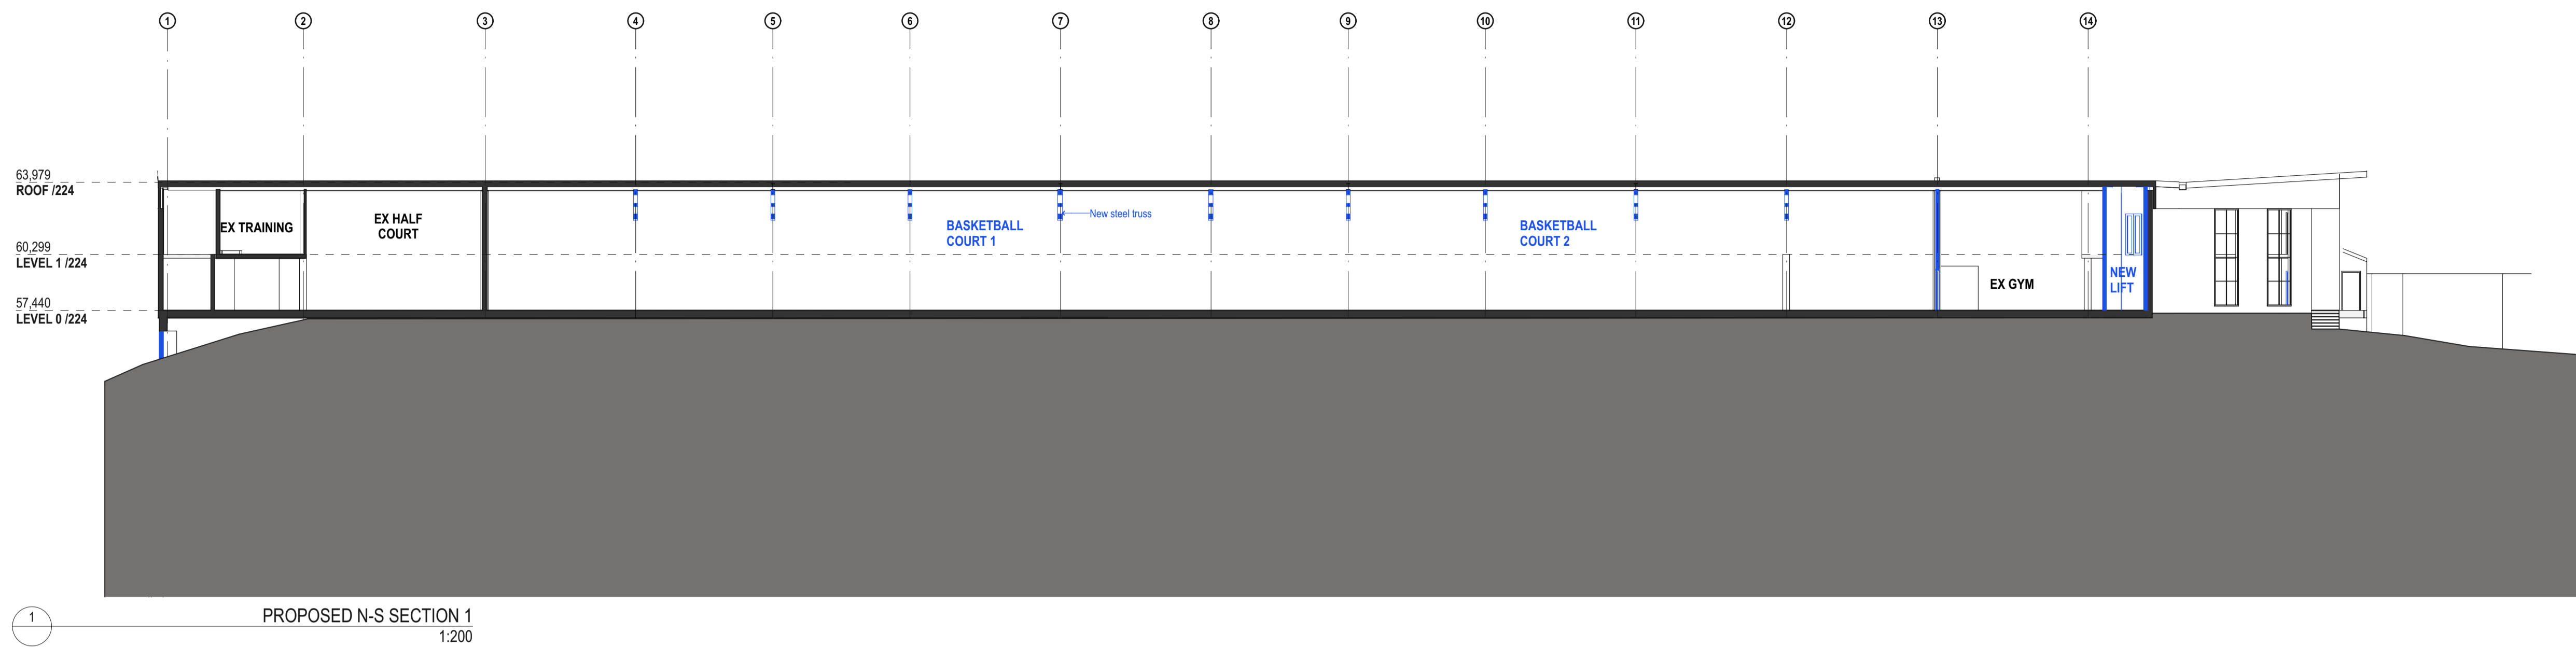 1 2 3 4 5 6 7 8 9 10 11 12 13 14
63,979
ROOF /224
60,299
LEVEL 1 /224
57,440
LEVEL 0 /224
EX TRAINING
EX HALF
COURT
BASKETBALL
COURT 1
New steel truss
BASKETBALL
COURT 2
EX GYM
NEW
LIFT
1
PROPOSED N-S SECTION 1
1:200